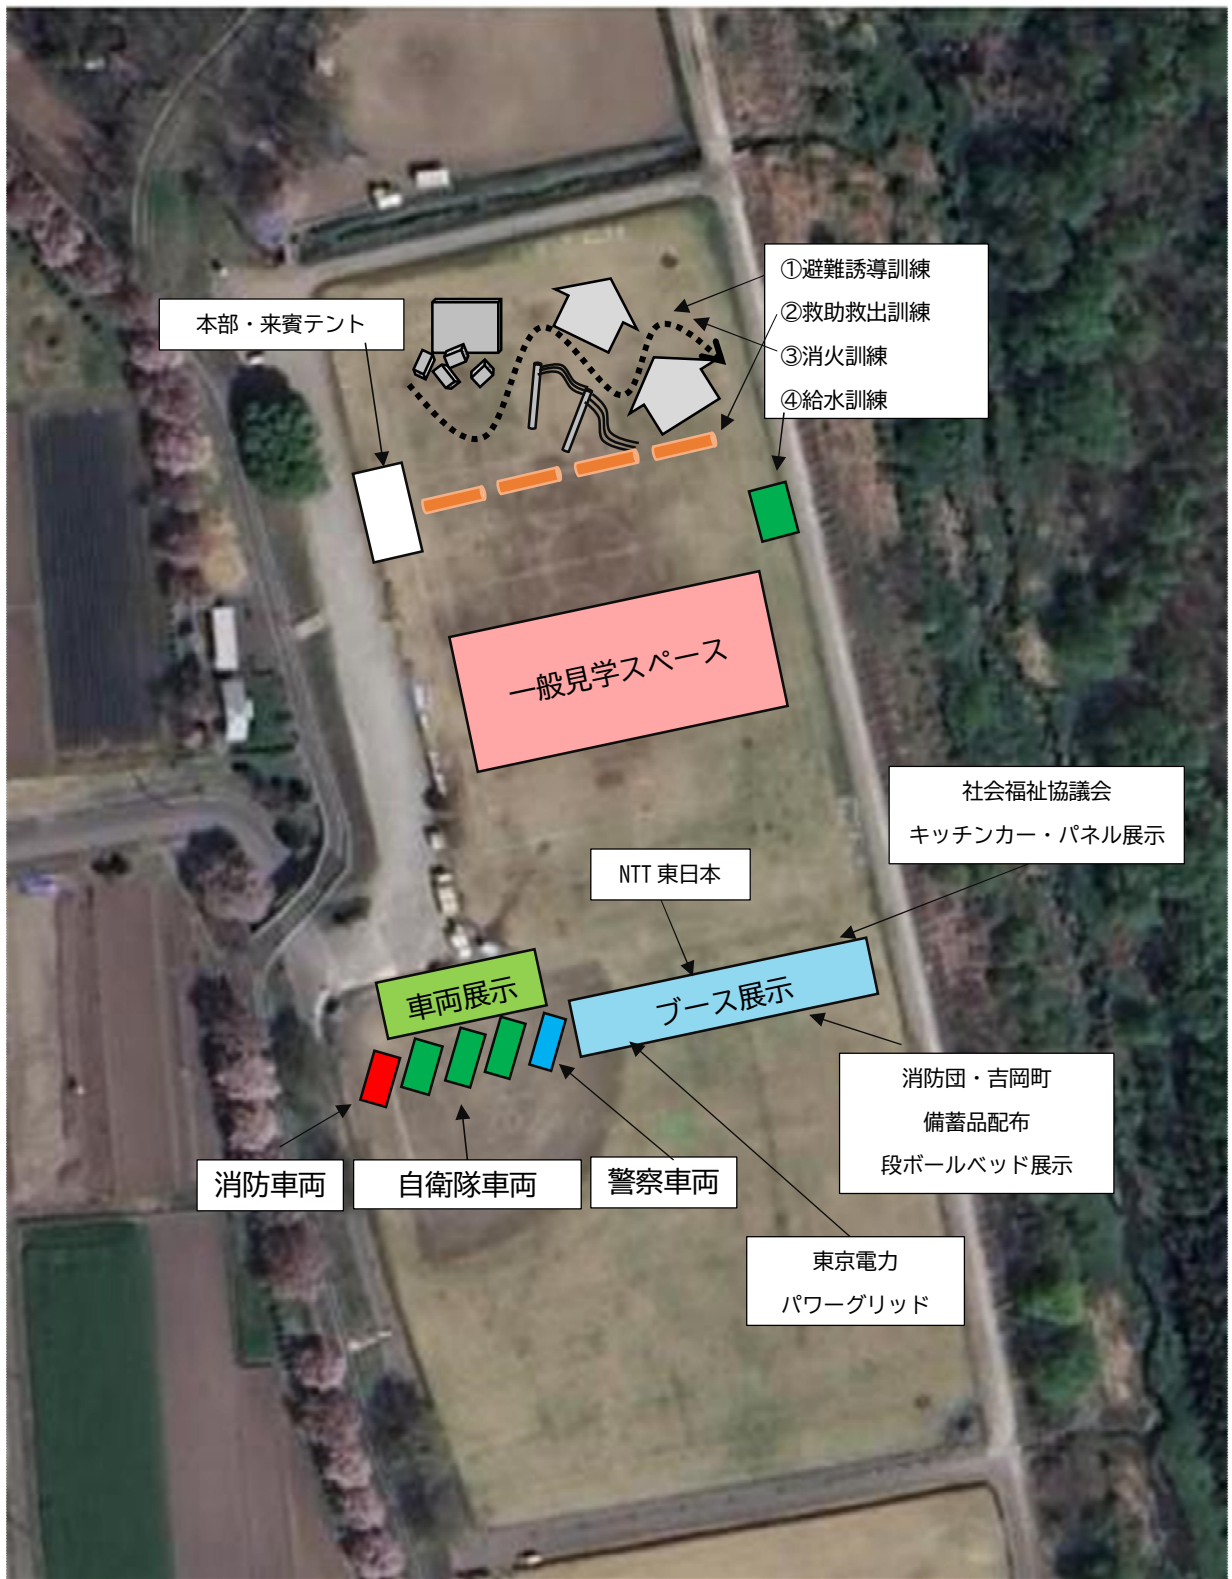 ①避難誘導訓練
②救助救出訓練
③消火訓練
④給水訓練
本部・来賓テント
一般見学スペース
社会福祉協議会
キッチンカー・パネル展示
NTT 東日本
車両展示
ブース展示
消防団・吉岡町
備蓄品配布
段ボールベッド展示
消防車両
自衛隊車両
警察車両
東京電力
パワーグリッド